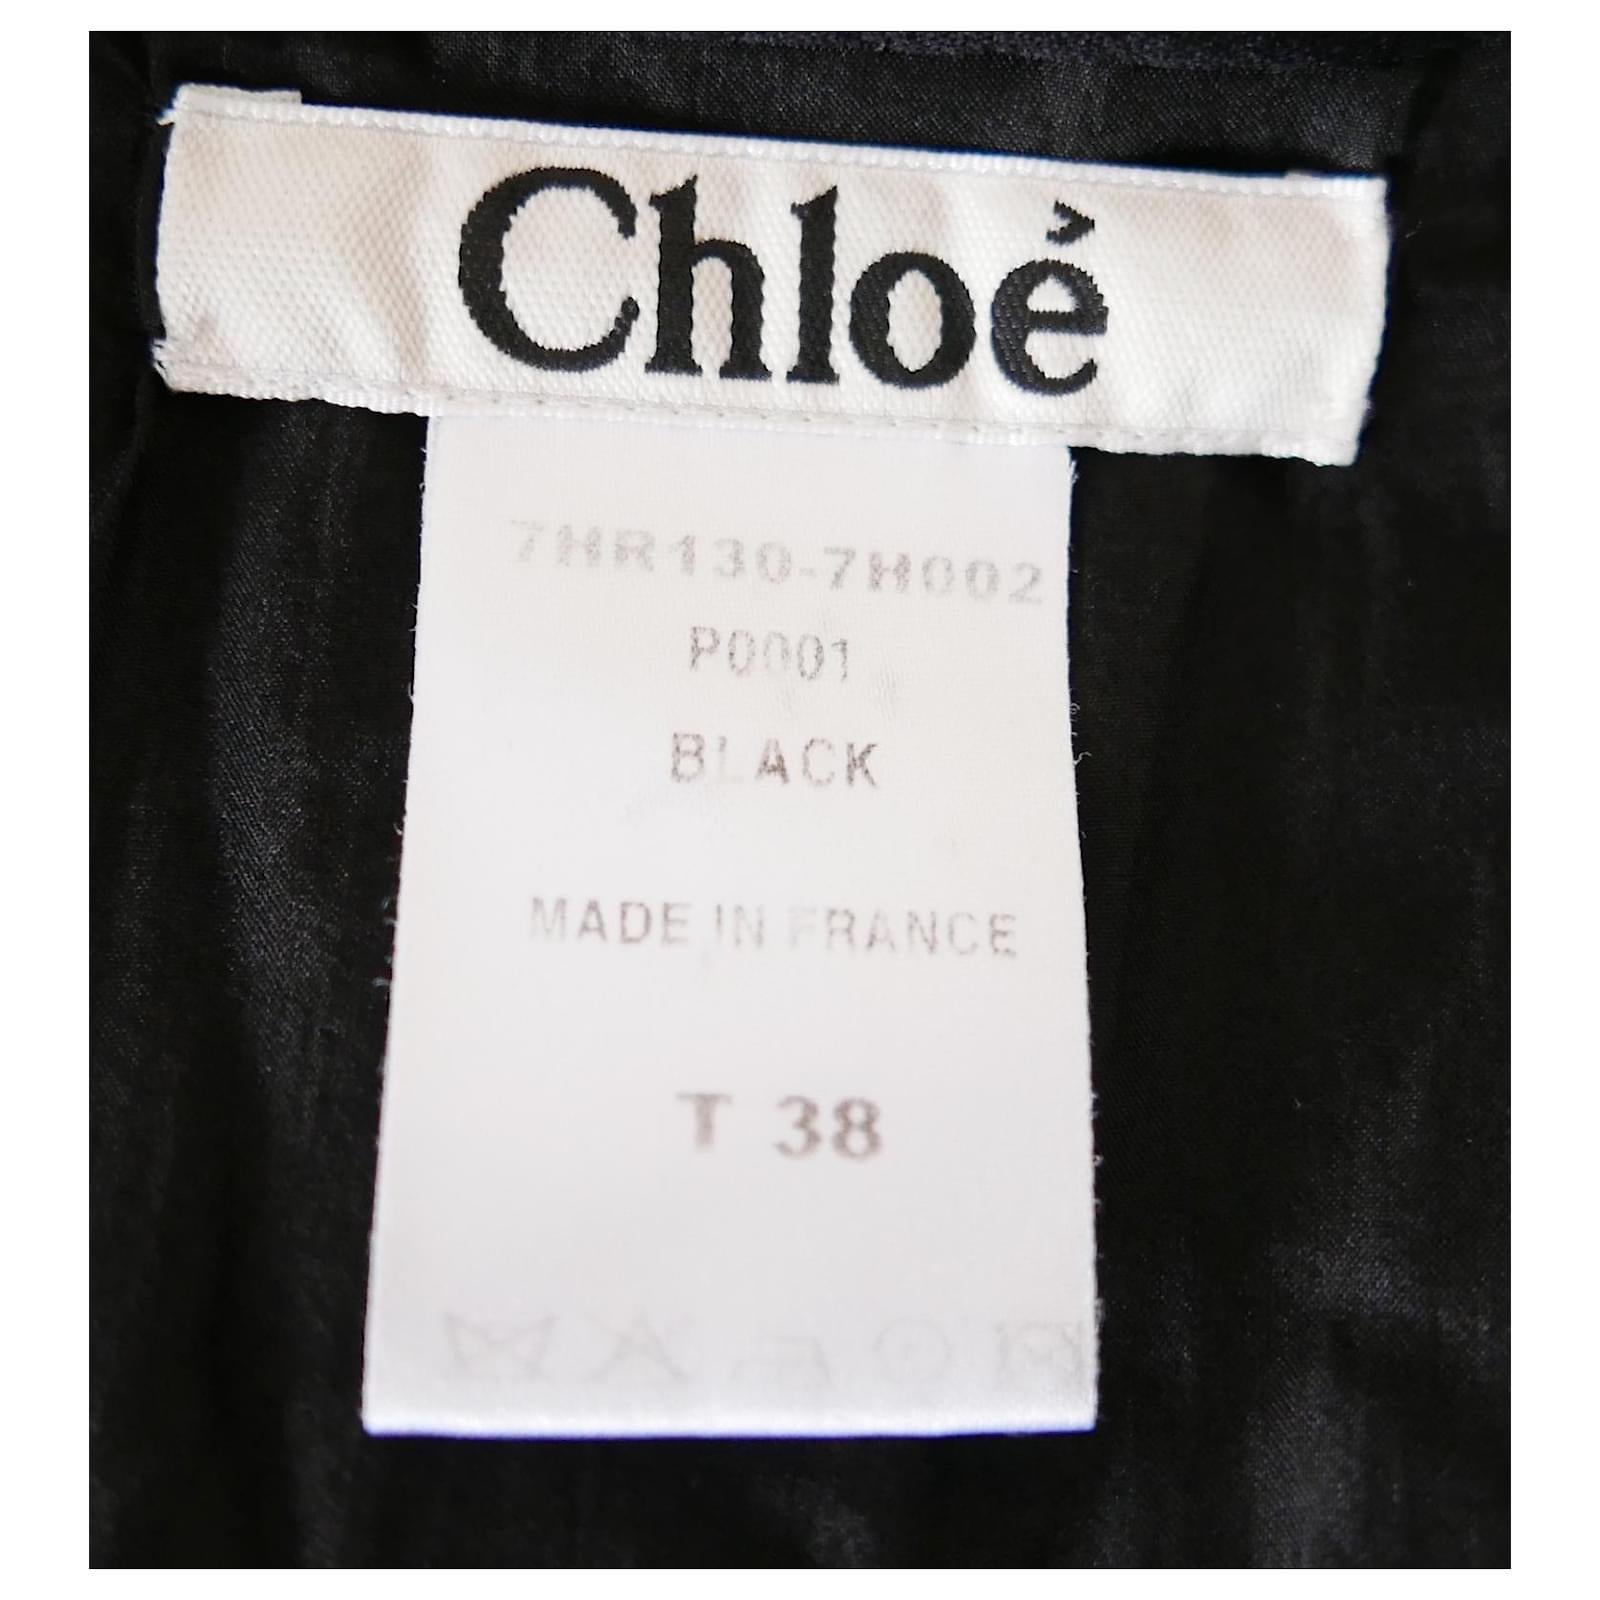 Chloé
7HR130-7H002
P0001
BLACK
MADE IN FRANCE
T 38